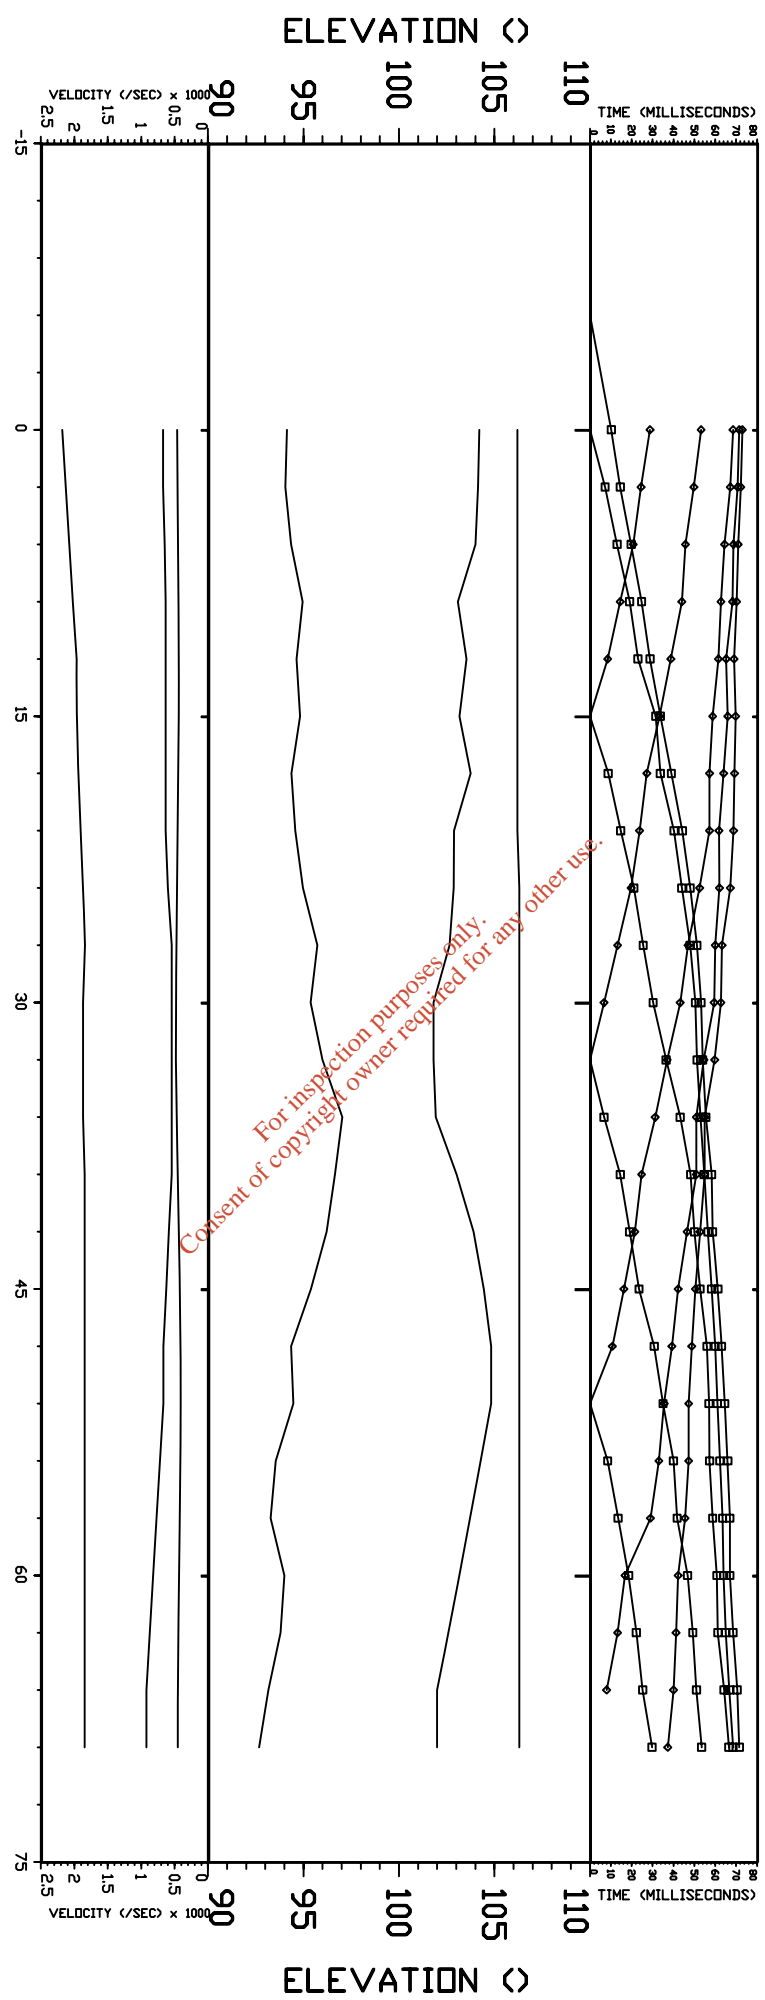 ELEVATION ()
VELOCITY (/SEC) x 1000
2.5 2 1.5 1 0.5 0
90 95 100 105 110
TIME (MILLISECONDS)
0 10 20 30 40 50 60 70 80
-15
0
15
30
45
60
75
For inspection purposes only.
Consent of copyright owner required for any other use.
2.5 2 1.5 1 0.5 0
VELOCITY (/SEC) x 1000
90 95 100 105 110
0 10 20 30 40 50 60 70 80
TIME (MILLISECONDS)
ELEVATION ()